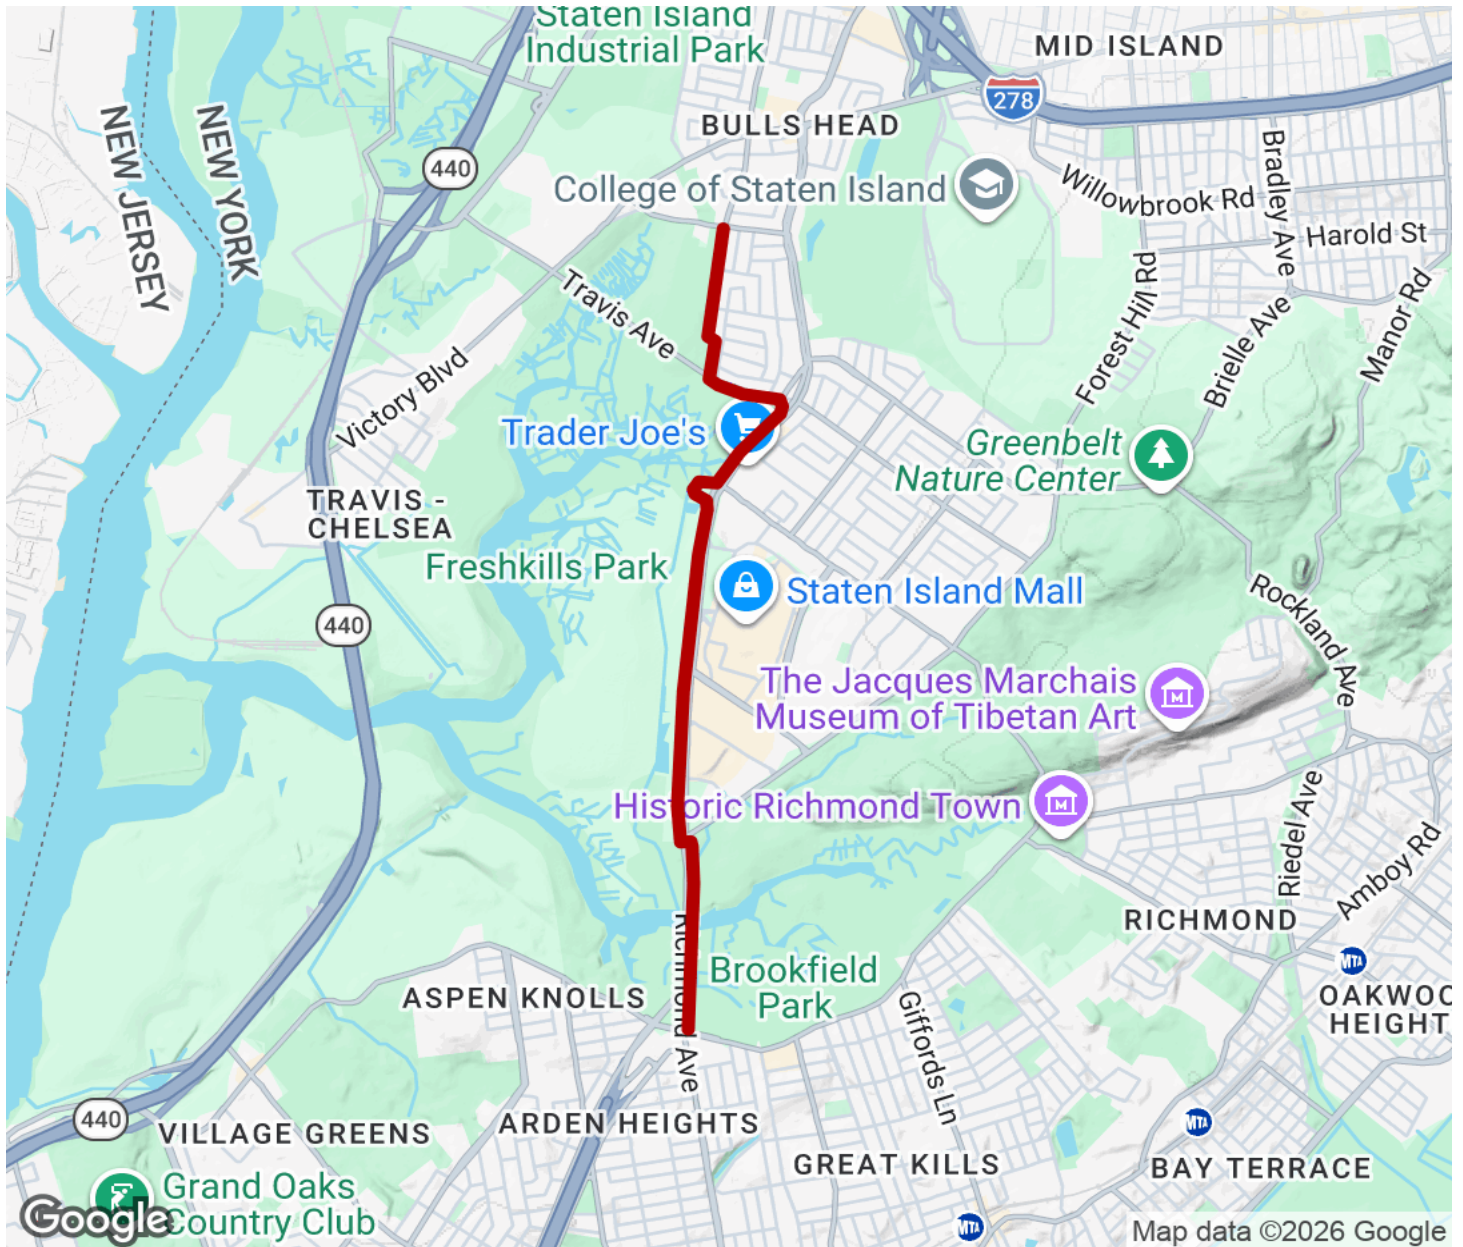 Staten Island
Industrial Park
MID ISLAND
278
BULLS HEAD
NEW JERSEY
NEW YORK
440
College of Staten Island
Willowbrook Rd
Bradley Ave
Harold St
Travis Ave
Forest Hill Rd
Brielle Ave
Manor Rd
Victory Blvd
Trader Joe's
Greenbelt
Nature Center
TRAVIS -
CHELSEA
Freshkills Park
Staten Island Mall
440
Rockland Ave
The Jacques Marchais
Museum of Tibetan Art
Historic Richmond Town
Riedel Ave
Amboy Rd
Richmond Ave
RICHMOND
MTA
Brookfield
Park
ASPEN KNOLLS
Giffords Ln
OAKWOO
HEIGHT
440
VILLAGE GREENS
ARDEN HEIGHTS
MTA
GREAT KILLS
BAY TERRACE
Grand Oaks
Country Club
Google
MTA
Map data ©2026 Google